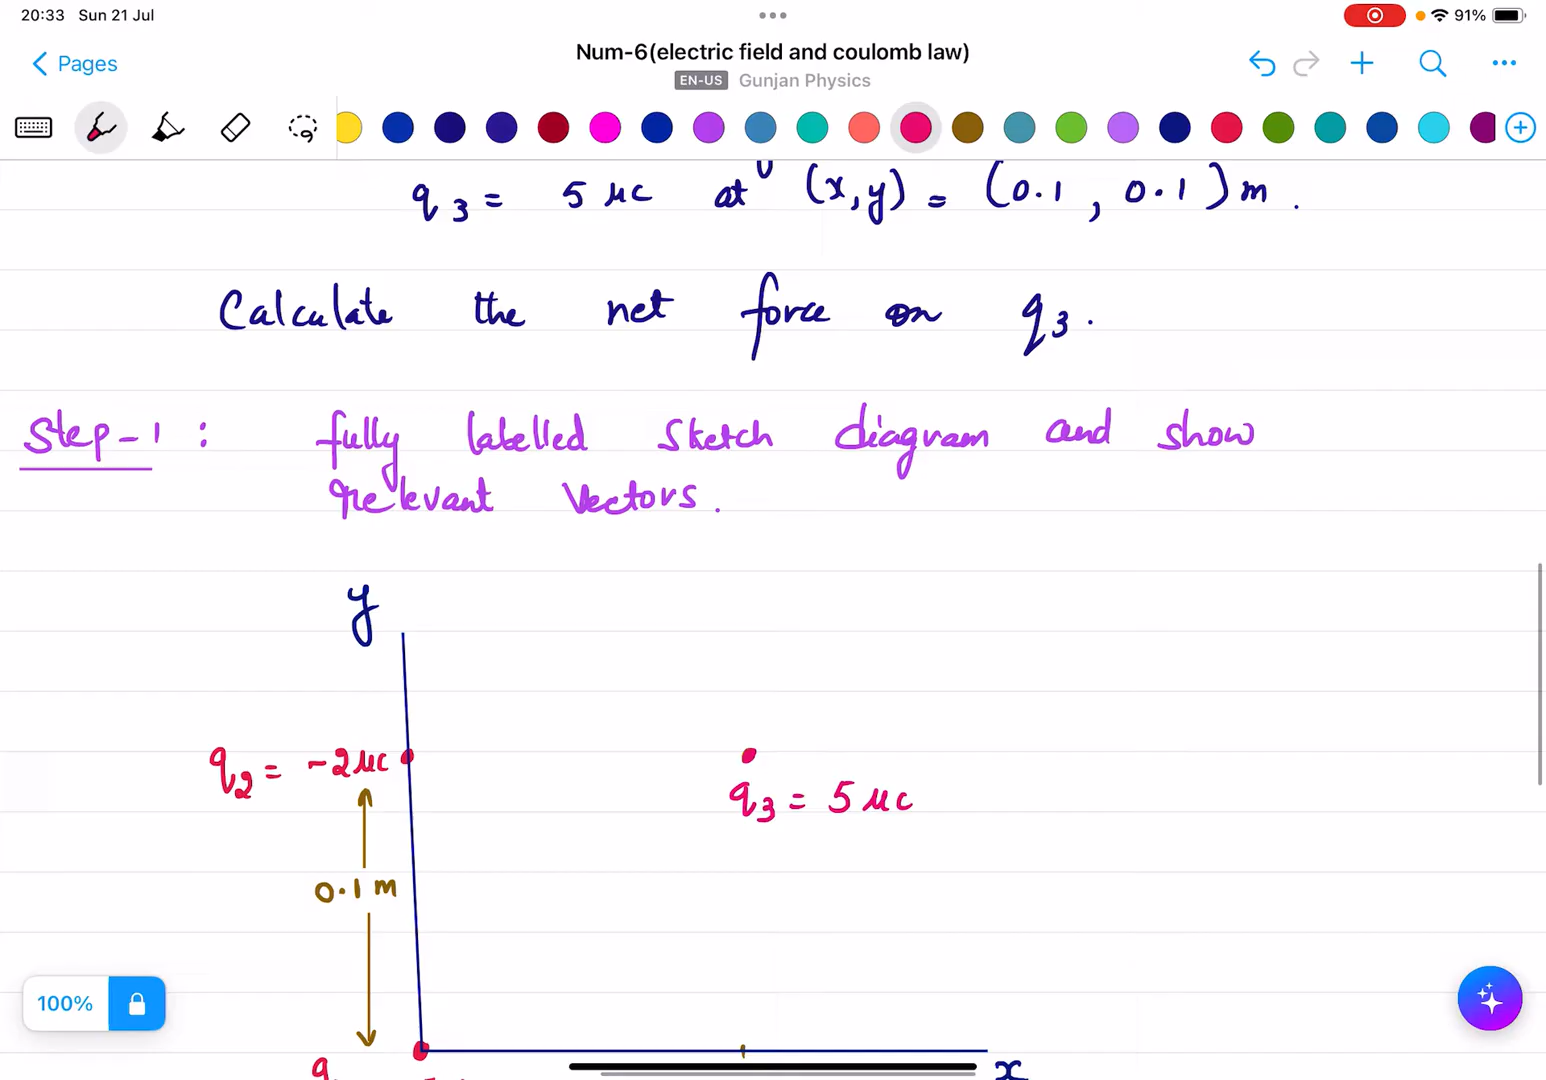 20:33 Sun 21 Jul
91%
Pages
Num-6(electric field and coulomb law)
EN-US Gunjan Physics
q3 = 5 μc at (x,y) = (0.1 , 0.1) m .
Calculate the net force on q3.
Step-1 : fully labelled sketch diagram and show
relevant vectors.
y
q2 = -2μc
q3 = 5 μc
0.1 m
100%
x